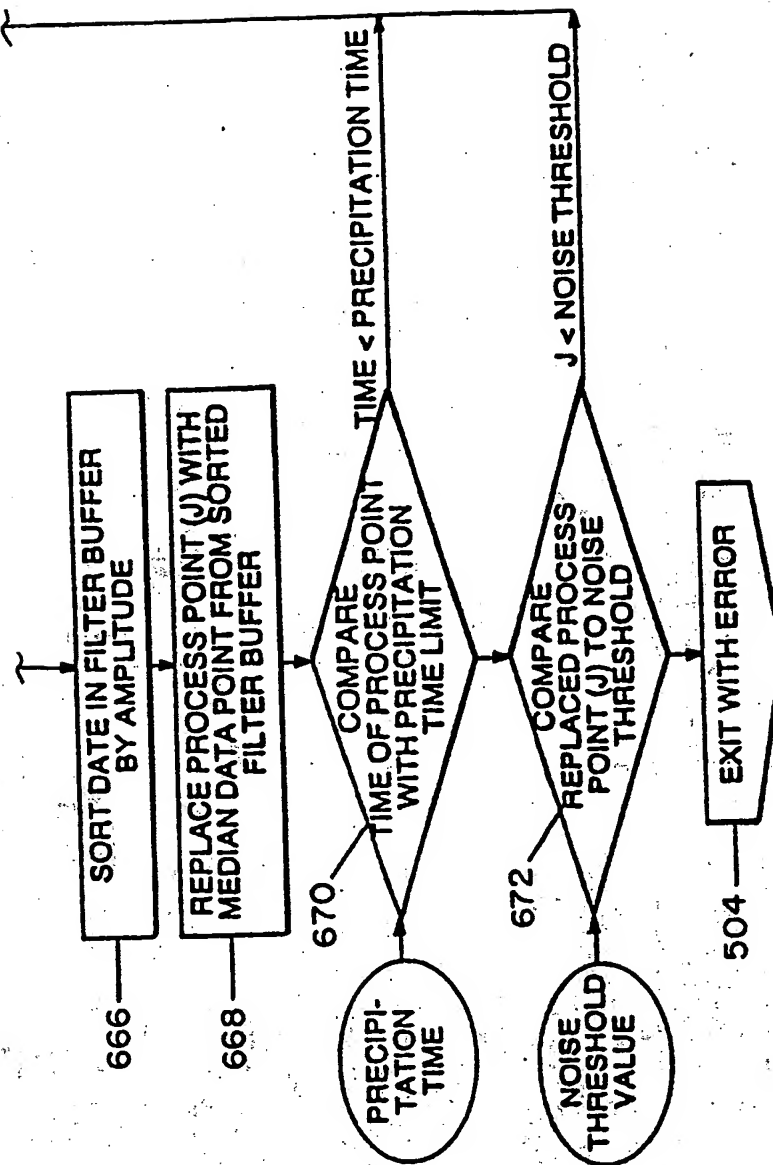 SORT DATE IN FILTER BUFFER
BY AMPLITUDE
666
REPLACE PROCESS POINT (J) WITH
MEDIAN DATA POINT FROM SORTED
FILTER BUFFER
668
COMPARE
TIME OF PROCESS POINT
WITH PRECIPITATION
TIME LIMIT
670
TIME < PRECIPITATION TIME
PRECIPI-
TATION
TIME
COMPARE
REPLACED PROCESS
POINT (J) TO NOISE
THRESHOLD
672
J < NOISE THRESHOLD
NOISE
THRESHOLD
VALUE
EXIT WITH ERROR
504